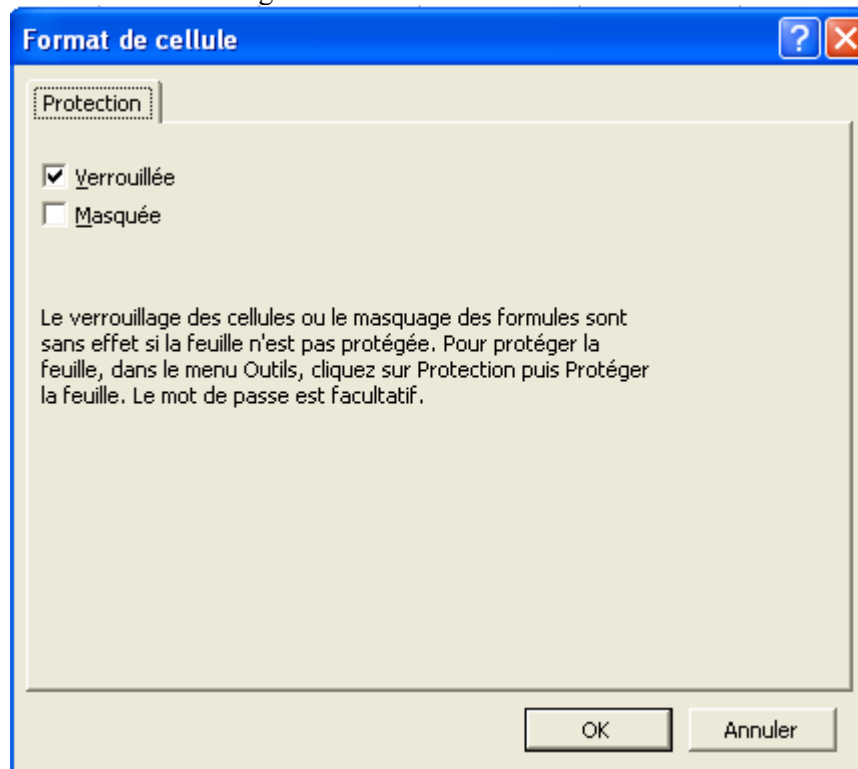 Format de cellule
Protection
Verrouillée
Masquée
Le verrouillage des cellules ou le masquage des formules sont
sans effet si la feuille n'est pas protégée. Pour protéger la
feuille, dans le menu Outils, cliquez sur Protection puis Protéger
la feuille. Le mot de passe est facultatif.
OK
Annuler